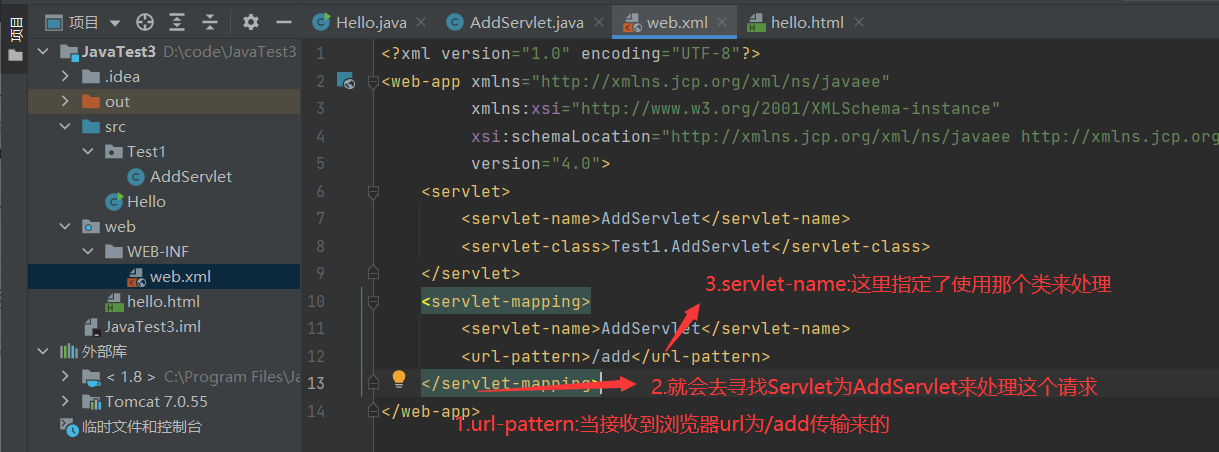 项目
项目
Hello.java
AddServlet.java
web.xml
hello.html
JavaTest3 D:\code\JavaTest3
.idea
out
src
Test1
AddServlet
Hello
web
WEB-INF
web.xml
hello.html
JavaTest3.iml
外部库
< 1.8 > C:\Program Files\Ja
Tomcat 7.0.55
临时文件和控制台
1 <?xml version="1.0" encoding="UTF-8"?>
2 <web-app xmlns="http://xmlns.jcp.org/xml/ns/javaee"
3 xmlns:xsi="http://www.w3.org/2001/XMLSchema-instance"
4 xsi:schemaLocation="http://xmlns.jcp.org/xml/ns/javaee http://xmlns.jcp.org
5 version="4.0">
6 <servlet>
7 <servlet-name>AddServlet</servlet-name>
8 <servlet-class>Test1.AddServlet</servlet-class>
9 </servlet>
3.servlet-name:这里指定了使用那个类来处理
10 <servlet-mapping>
11 <servlet-name>AddServlet</servlet-name>
12 <url-pattern>/add</url-pattern>
13 </servlet-mapping>
2.就会去寻找Servlet为AddServlet来处理这个请求
14 </web-app>
1.url-pattern:当接收到浏览器url为/add传输来的